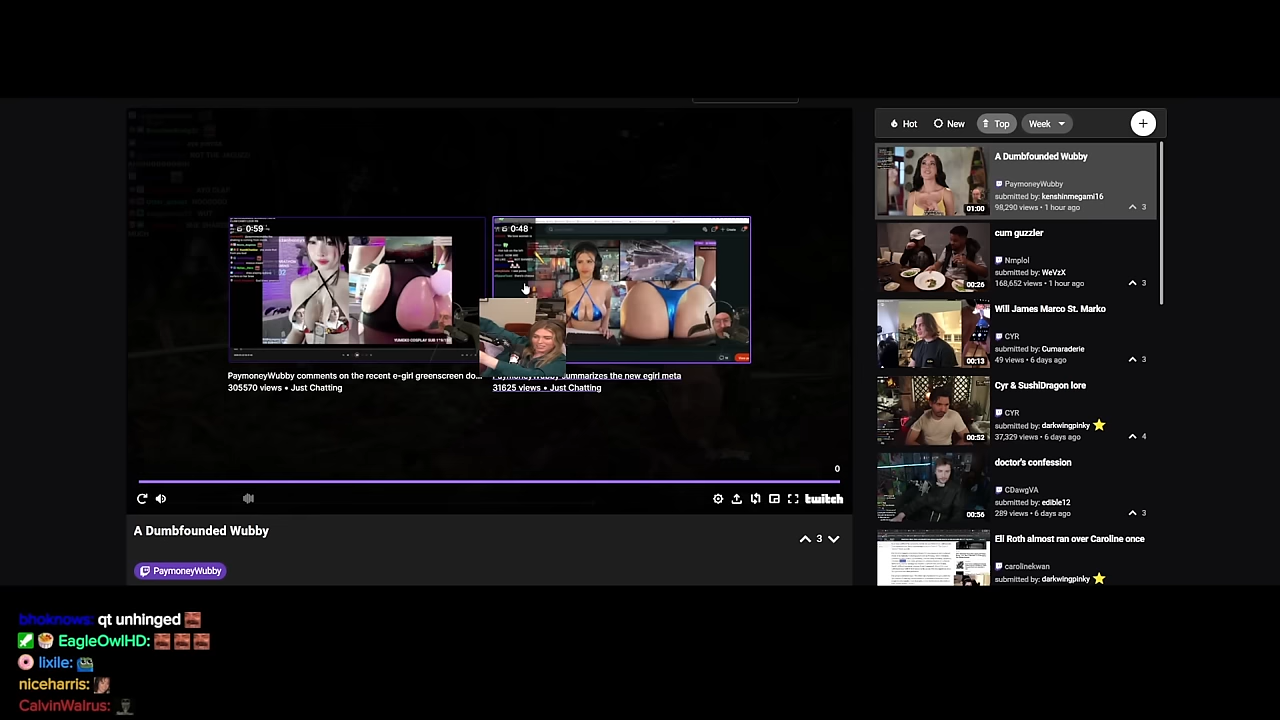 Hot
New
Top
Week
A Dumbfounded Wubby
PaymoneyWubby
submitted by: kenshinmegami16
98,290 views • 1 hour ago
3
01:00
cum guzzler
Nmplol
submitted by: WeVzX
168,652 views • 1 hour ago
3
00:26
Will James Marco St. Marko
CYR
submitted by: Cumaraderie
49 views • 6 days ago
3
00:13
Cyr & SushiDragon lore
CYR
submitted by: darkwingpinky
37,329 views • 6 days ago
4
00:52
doctor's confession
CDawgVA
submitted by: edible12
289 views • 6 days ago
3
00:56
Eli Roth almost ran over someone
carolinekwan
submitted by: darkwing
0:59
0:48
PaymoneyWubby comments on the recent e-girl greenscreen do...
305570 views • Just Chatting
PaymoneyWubby summarizes the new egirl meta
31625 views • Just Chatting
0
twitch
A Dumbfounded Wubby
3
bhoknows: qt unhinged
EagleOwlHD:
lixile:
niceharris:
CalvinWalrus: